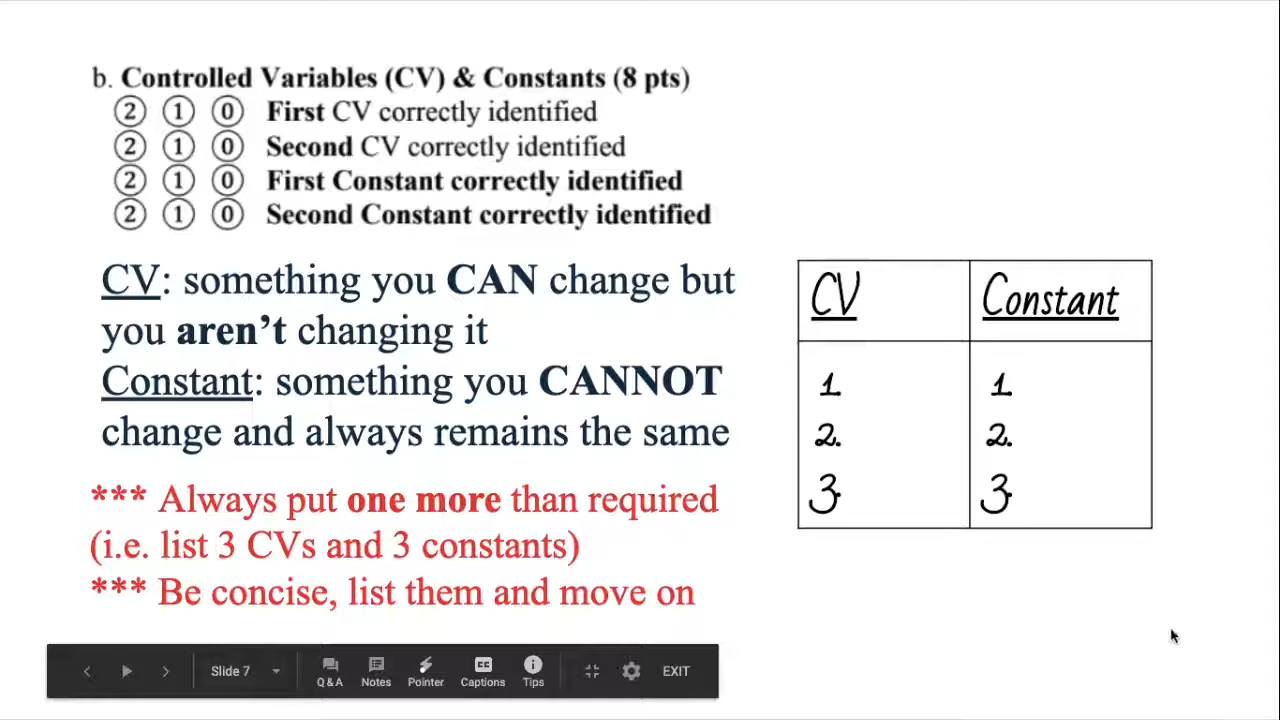 b. Controlled Variables (CV) & Constants (8 pts)
2 1 0 First CV correctly identified
2 1 0 Second CV correctly identified
2 1 0 First Constant correctly identified
2 1 0 Second Constant correctly identified
CV: something you CAN change but
you aren't changing it
Constant: something you CANNOT
change and always remains the same
*** Always put one more than required
(i.e. list 3 CVs and 3 constants)
*** Be concise, list them and move on
CV Constant
1. 1.
2. 2.
3. 3.
Slide 7 Q&A Notes Pointer Captions Tips EXIT